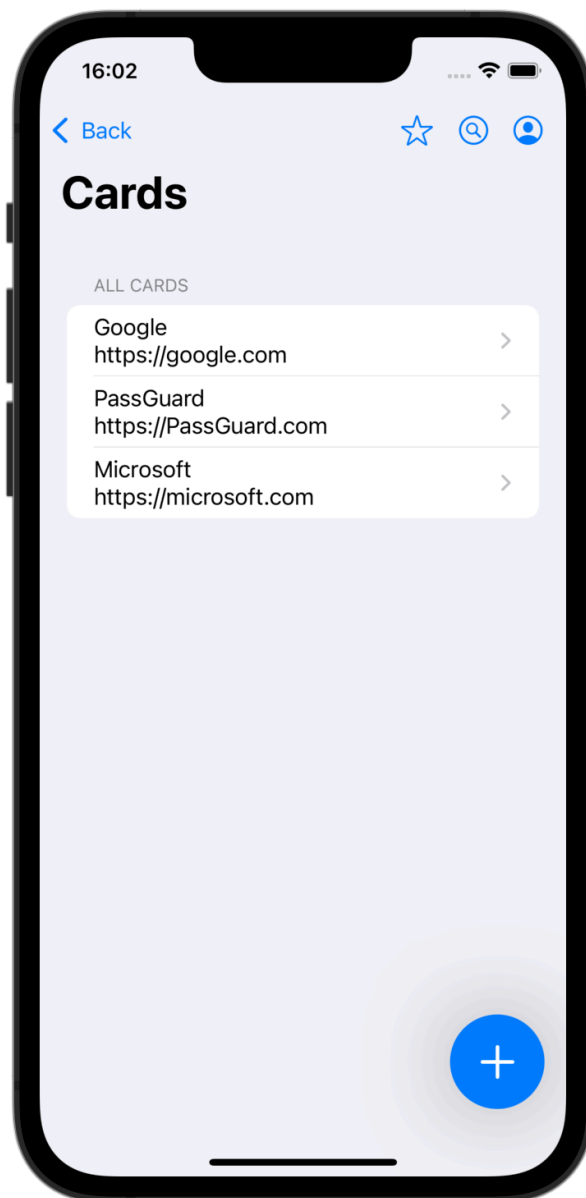 16:02
Back
Cards
ALL CARDS
Google
https://google.com
PassGuard
https://PassGuard.com
Microsoft
https://microsoft.com